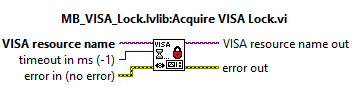 MB_VISA_Lock.lvlib:Acquire VISA Lock.vi
VISA resource name
VISA
VISA resource name out
timeout in ms (-1)
error in (no error)
error out